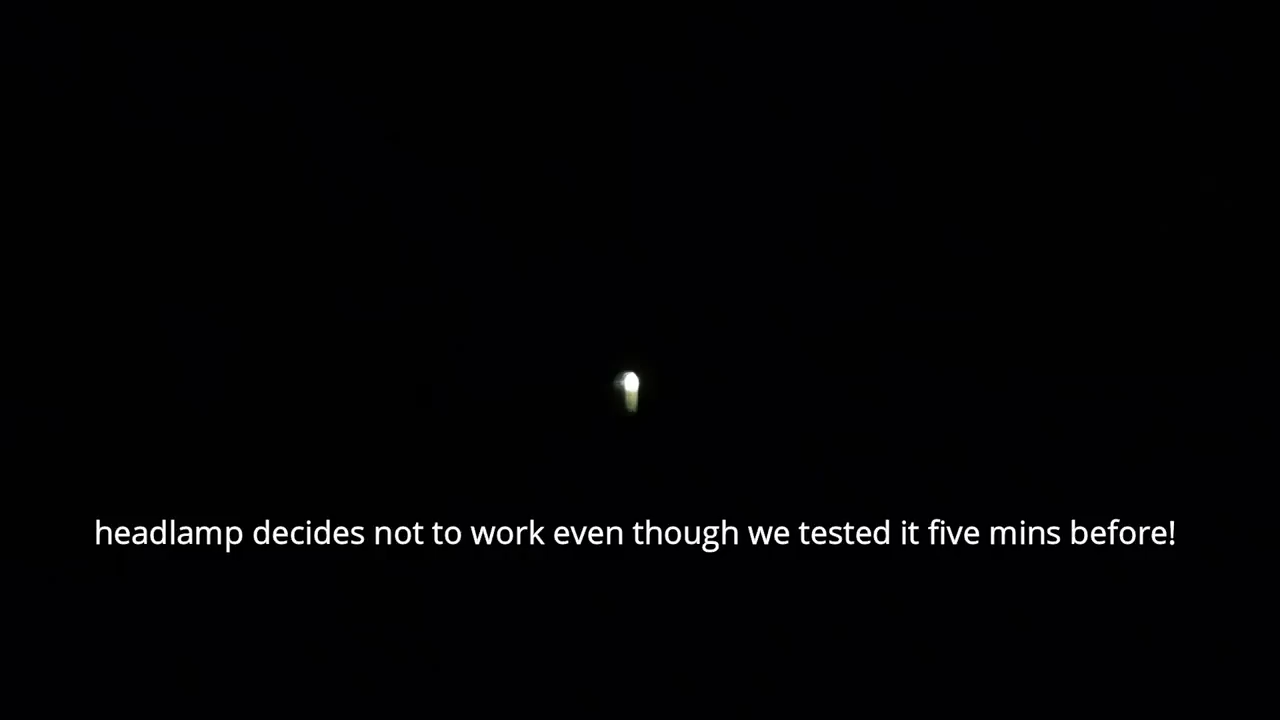 headlamp decides not to work even though we tested it five mins before!